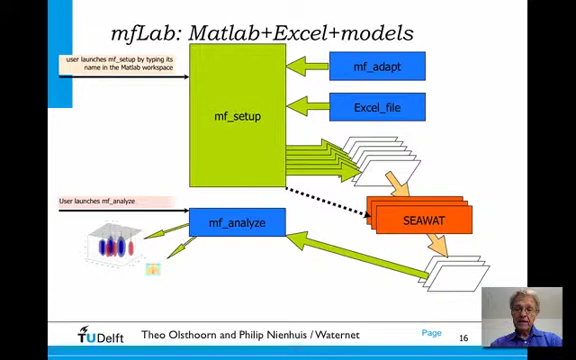 mfLab: Matlab+Excel+models
user launches mf_setup by typing its
name in the Matlab workspace
mf_adapt
Excel_file
mf_setup
User launches mf_analyze
mf_analyze
SEAWAT
TUDelft
Theo Olsthoorn and Philip Nienhuis / Waternet
Page
16